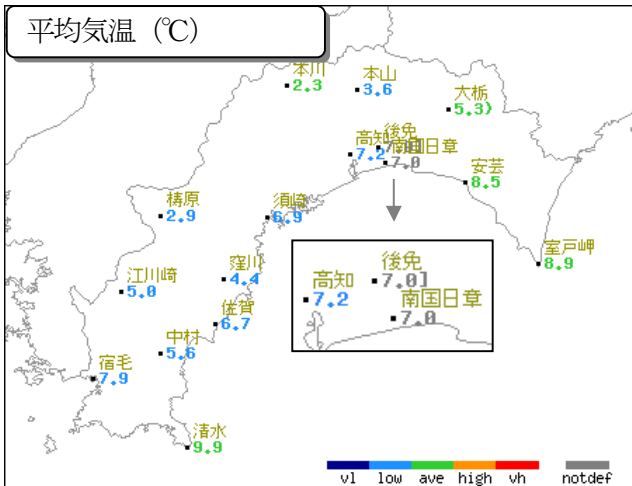 平均気温（℃）
本川
2.3
本山
3.6
大栃
5.3)
後免
7.0]
高知
7.2
南国日章
7.0
安芸
8.5
梼原
2.9
須崎
6.9
室戸岬
8.9
江川崎
5.0
窪川
4.4
佐賀
6.7
中村
5.6
宿毛
7.9
清水
9.9
後免
7.0]
高知
7.2
南国日章
7.0
vl low ave high vh notdef